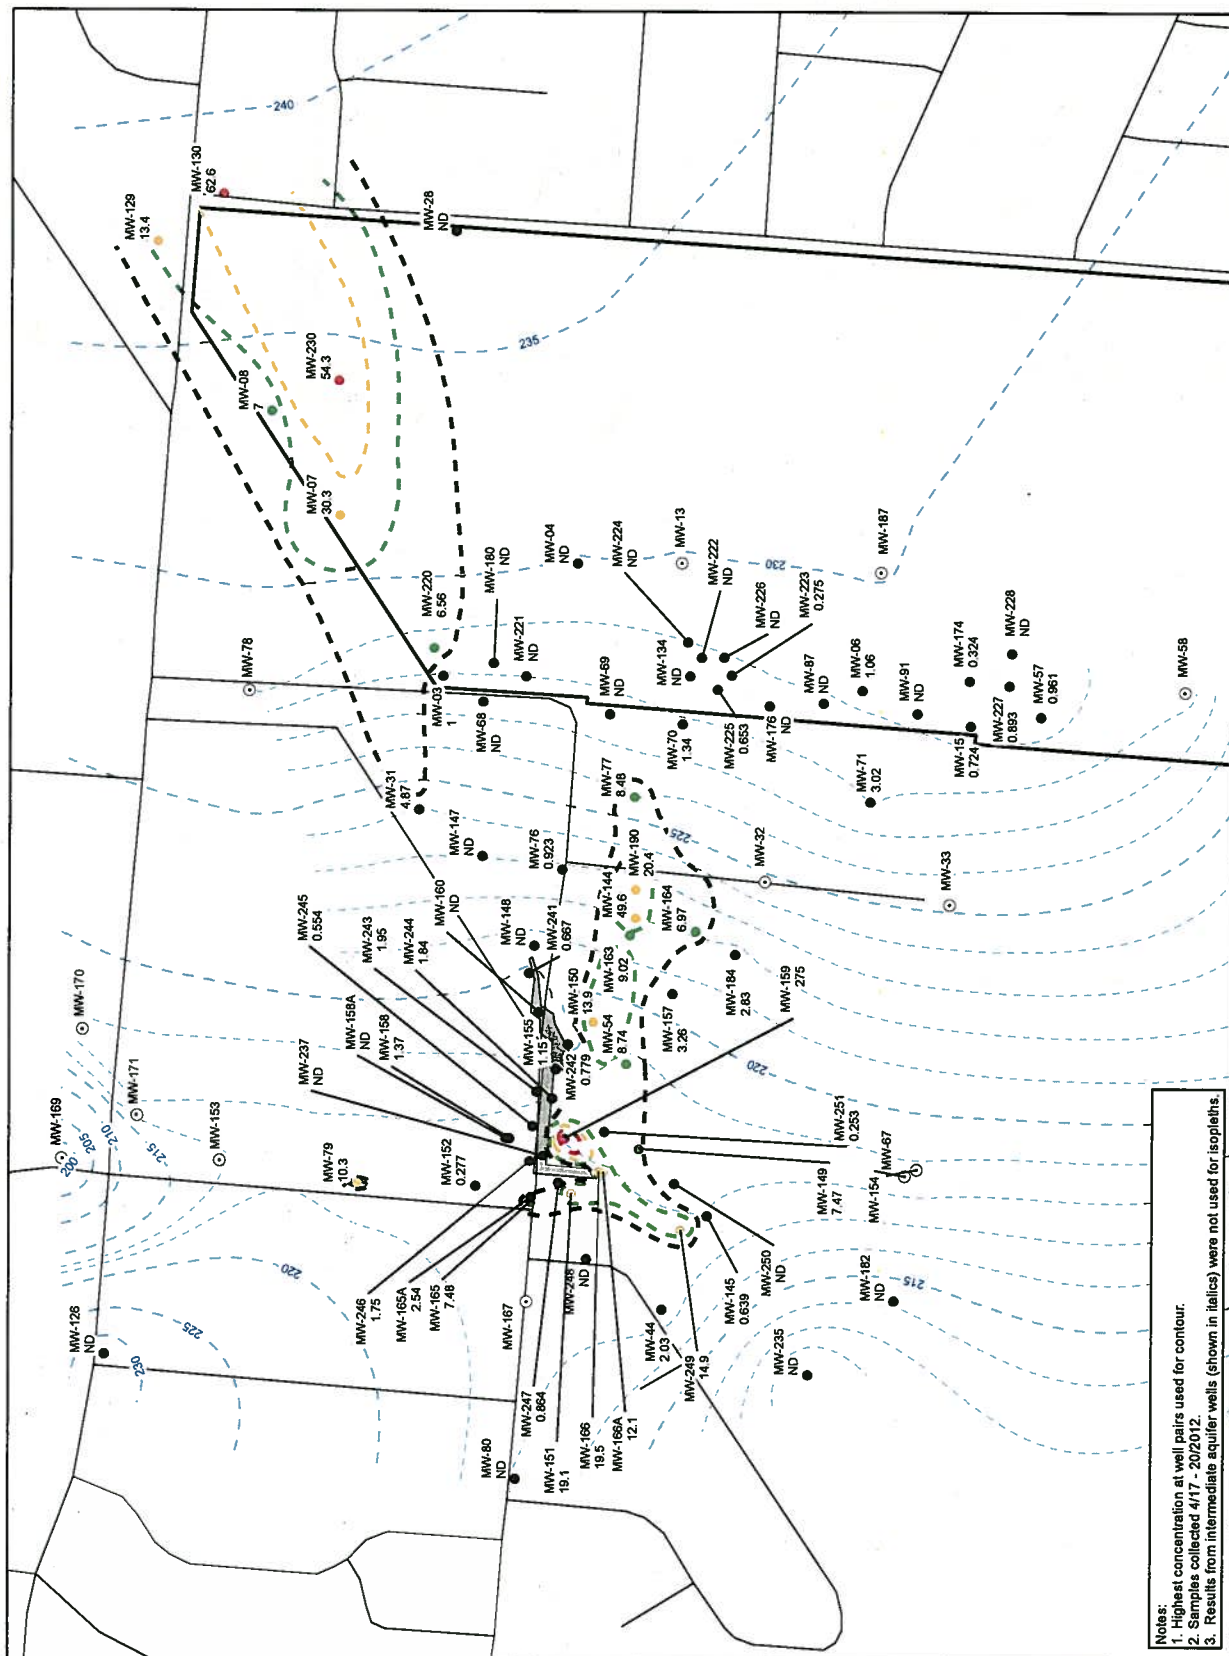 240
MW-130
62.6
MW-129
13.4
MW-28
ND
235
MW-230
54.3
MW-08
7
MW-07
30.3
MW-78
MW-220
6.56
MW-180
ND
MW-221
ND
MW-04
ND
MW-224
ND
MW-13
230
MW-222
ND
MW-226
ND
MW-223
0.275
MW-187
MW-03
1
MW-68
ND
MW-69
ND
MW-134
ND
MW-70
1.34
MW-225
0.653
MW-176
ND
MW-87
ND
MW-06
1.06
MW-91
ND
MW-174
0.324
MW-228
ND
MW-15
0.724
MW-227
0.893
MW-57
0.961
MW-58
MW-31
4.87
MW-147
ND
MW-76
0.923
MW-77
8.48
MW-71
3.02
225
MW-190
20.4
MW-144
49.6
MW-164
6.97
MW-32
MW-33
MW-160
ND
MW-148
ND
MW-241
0.667
MW-245
0.554
MW-243
1.95
MW-244
1.84
MW-150
13.9
MW-163
9.02
MW-54
8.74
MW-184
2.83
MW-157
3.26
MW-159
275
MW-155
1.15
MW-242
0.779
220
MW-158A
ND
MW-158
1.37
MW-237
ND
MW-170
MW-171
MW-169
MW-153
200
205
210
215
MW-79
10.3
MW-152
0.277
MW-251
0.253
MW-149
7.47
MW-67
MW-154
MW-246
1.75
MW-165A
2.54
MW-165
7.48
MW-167
MW-248
ND
MW-250
ND
MW-145
0.639
MW-182
ND
215
MW-44
2.03
MW-249
14.9
MW-235
ND
220
225
230
MW-126
ND
MW-80
ND
MW-247
0.864
MW-151
19.1
MW-166
19.5
MW-166A
12.1
Notes:
1. Highest concentration at well pairs used for contour.
2. Samples collected 4/17 - 20/2012.
3. Results from intermediate aquifer wells (shown in italics) were not used for isopleths.